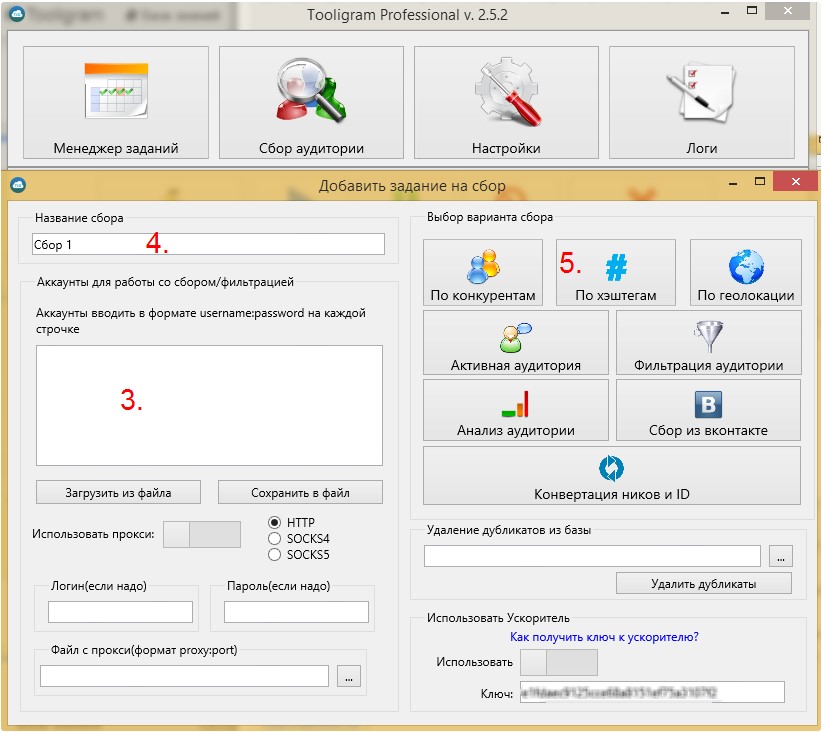 Tooligram Professional v. 2.5.2
Менеджер заданий
Сбор аудитории
Настройки
Логи
Добавить задание на сбор
Название сбора
Сбор 1
4.
Аккаунты для работы со сбором/фильтрацией
Аккаунты вводить в формате username:password на каждой
строчке
3.
Загрузить из файла
Сохранить в файл
Использовать прокси:
HTTP
SOCKS4
SOCKS5
Логин(если надо)
Пароль(если надо)
Файл с прокси(формат proxy:port)
...
Выбор варианта сбора
По конкурентам
5.
#
По хэштегам
По геолокации
Активная аудитория
Фильтрация аудитории
Анализ аудитории
B
Сбор из вконтакте
Конвертация ников и ID
Удаление дубликатов из базы
...
Удалить дубликаты
Использовать Ускоритель
Как получить ключ к ускорителю?
Использовать
Ключ: